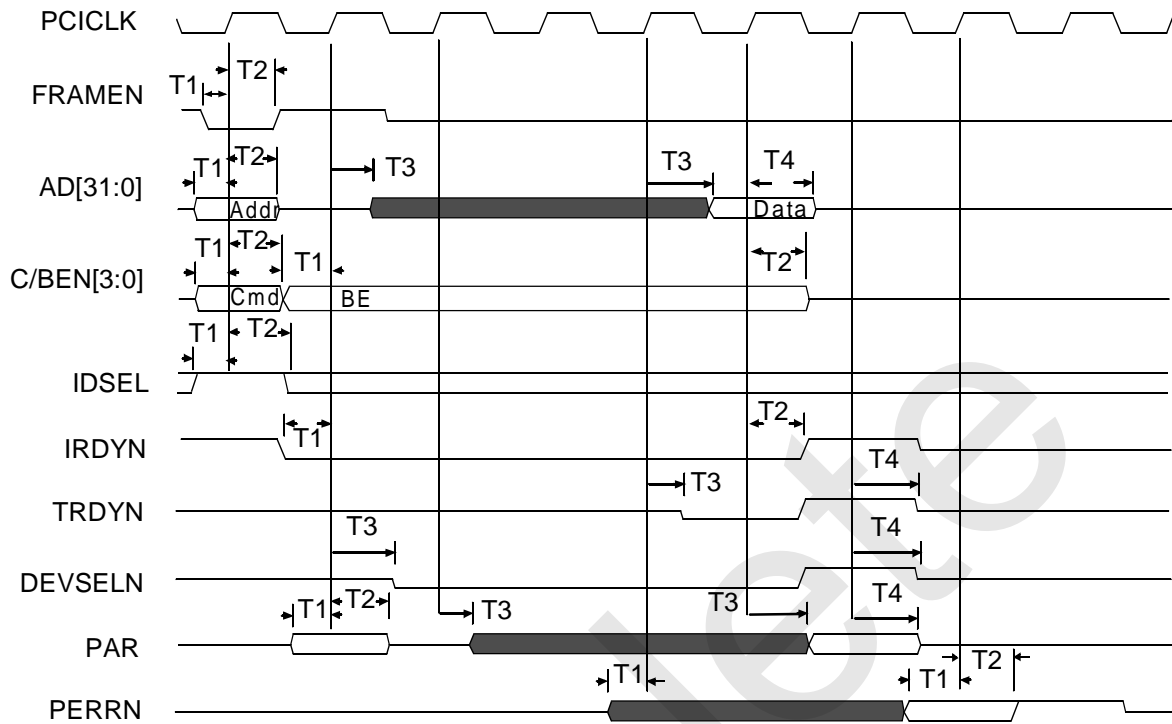 PCICLK
T1 T2
FRAMEN
T1 T2 T3 T3 T4
AD[31:0]
Addr Data
T1 T2 T1 T2
C/BEN[3:0]
Cmd BE
T1 T2
IDSEL
T1 T2
IRDYN
T3 T4
TRDYN
T3 T4
DEVSELN
T1 T2 T3 T3 T4
PAR
T1 T1 T2
PERRN
lete